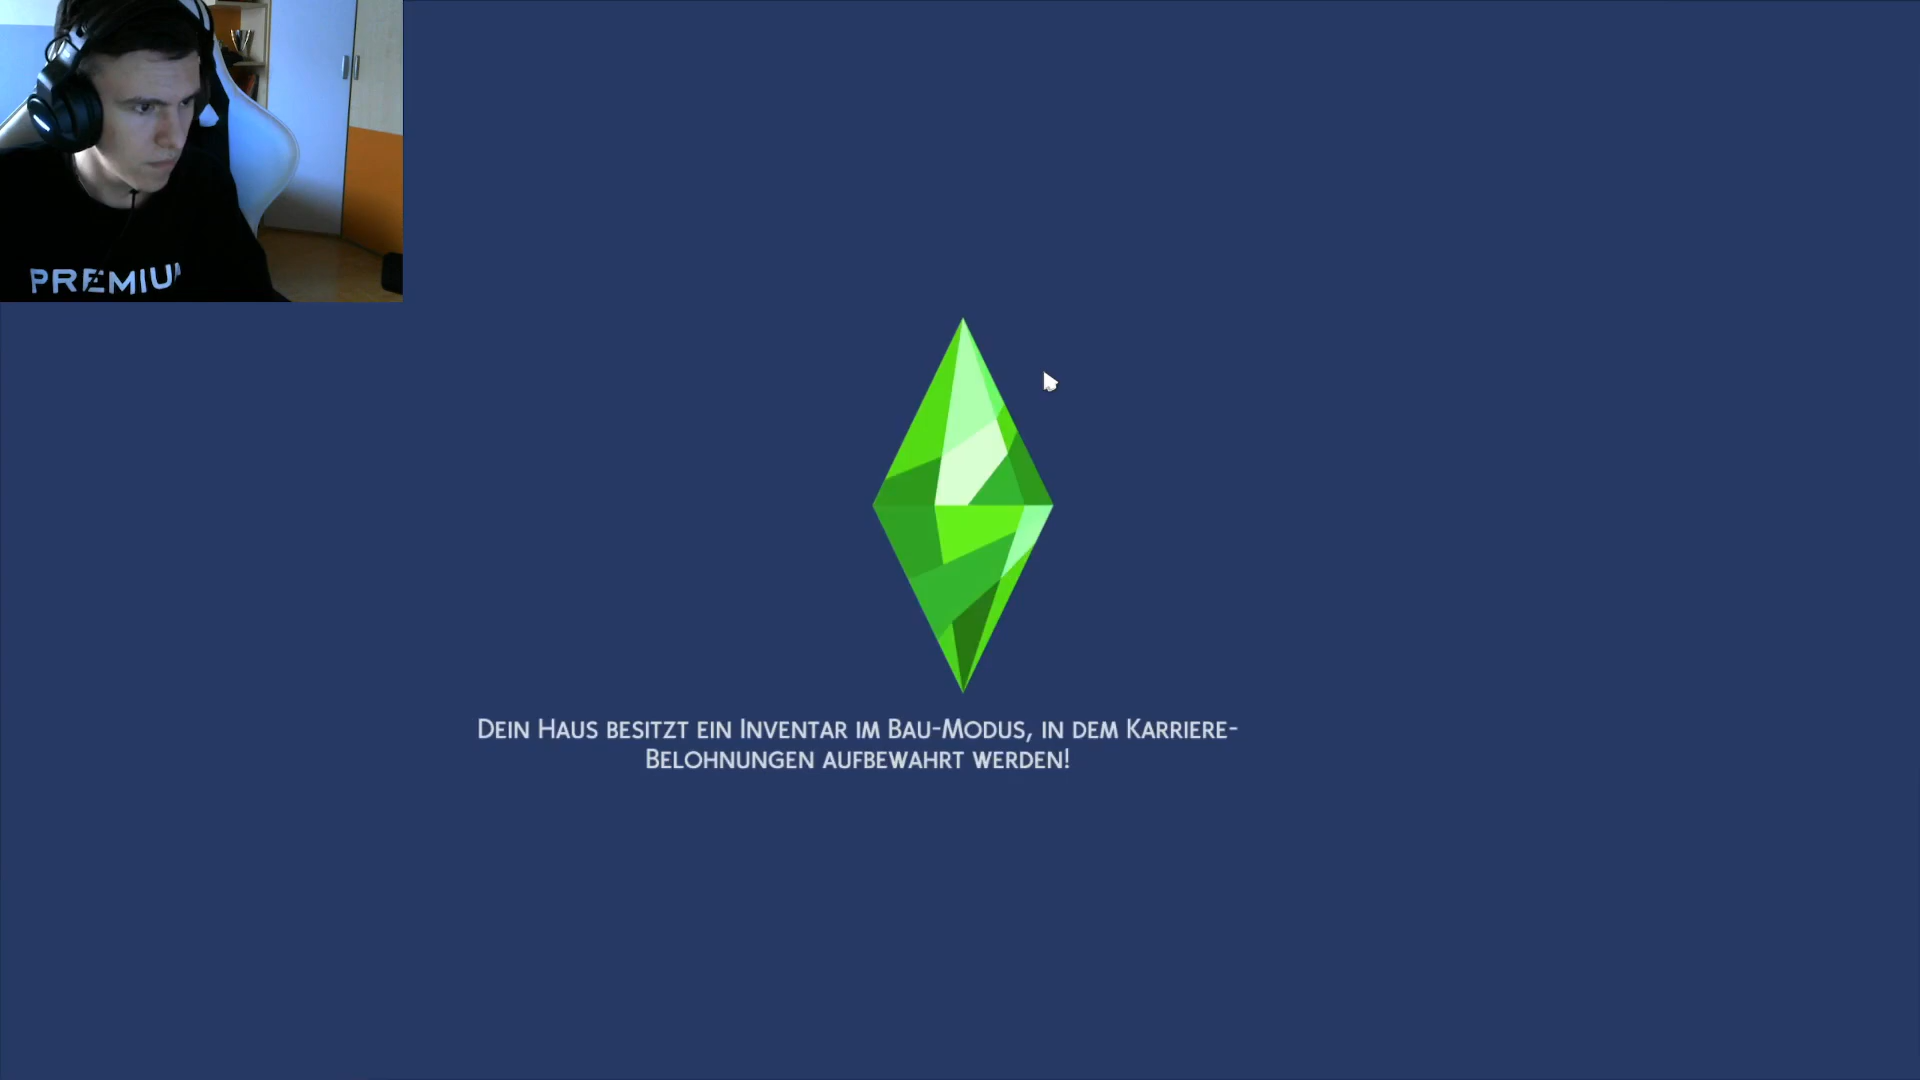 PREMIU
Dein Haus besitzt ein Inventar im Bau-Modus, in dem Karriere-
Belohnungen aufbewahrt werden!